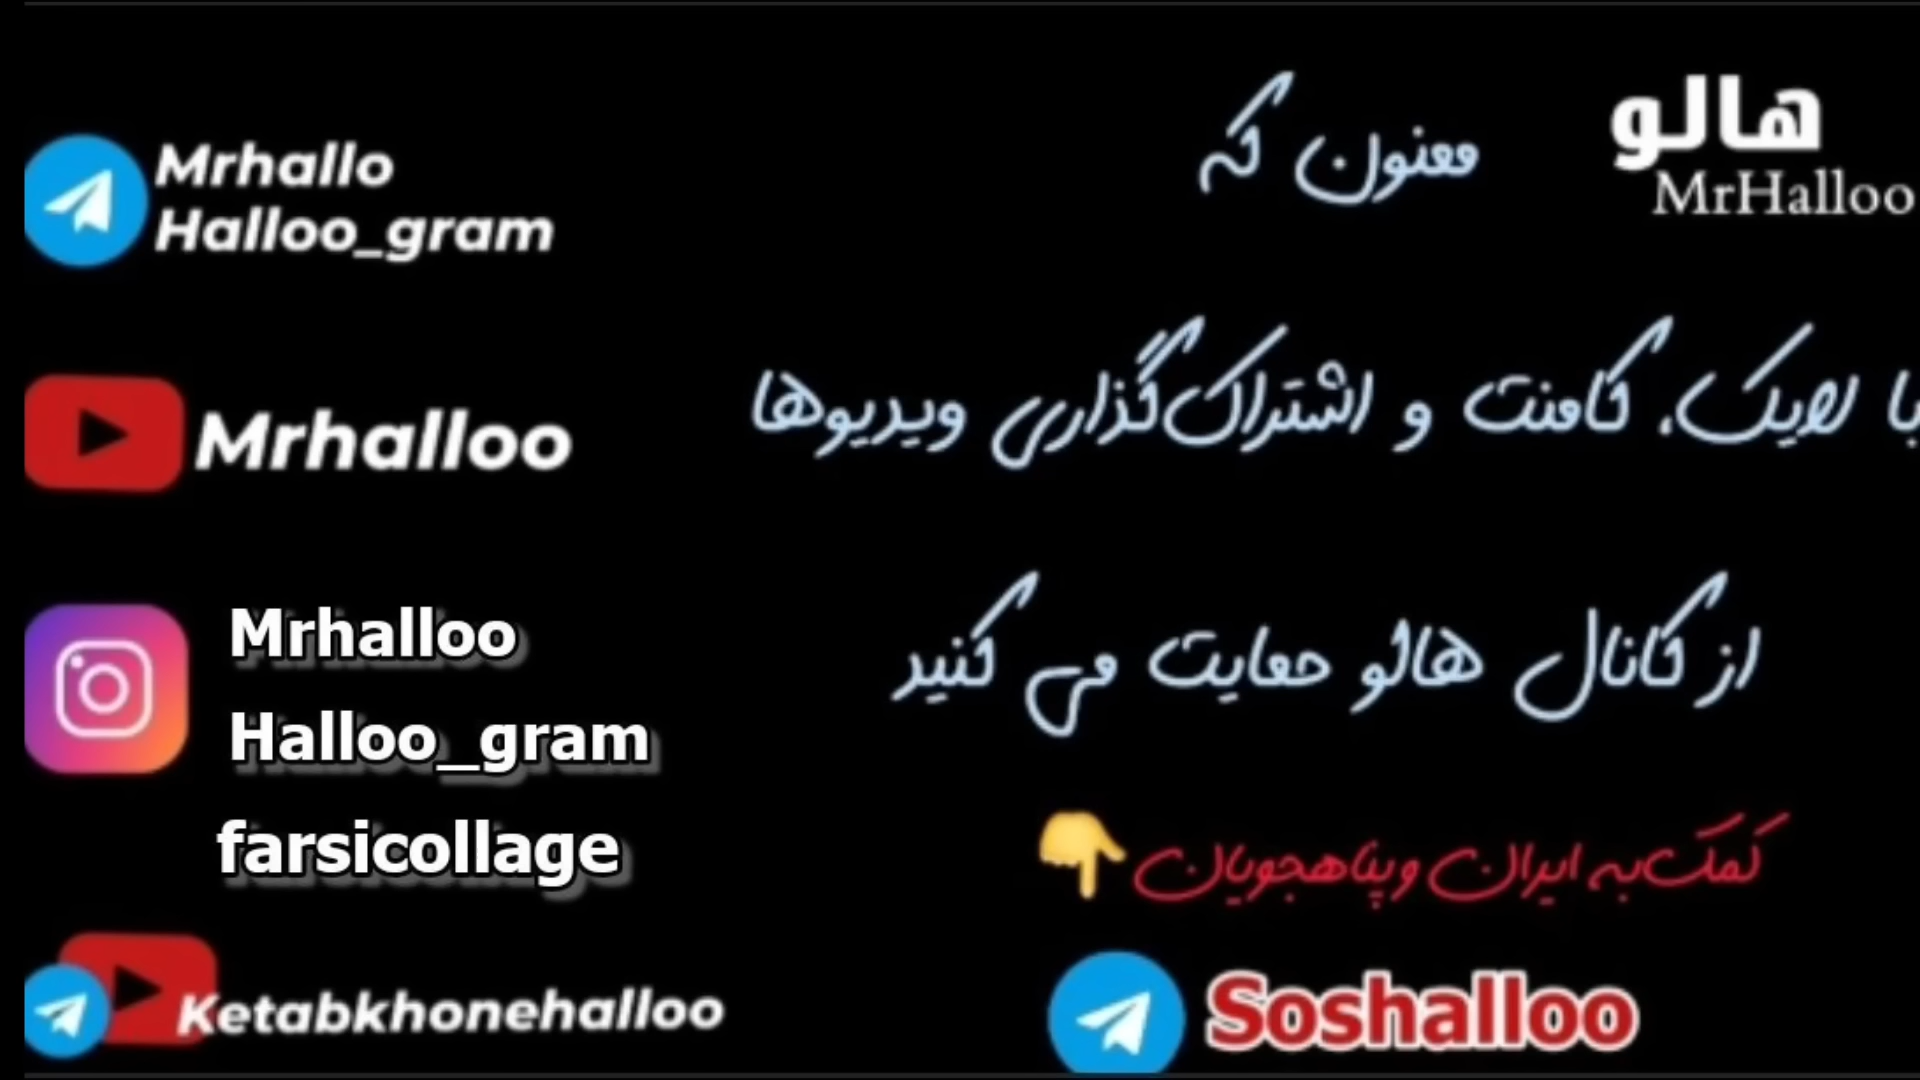 هالو
MrHalloo
ممنون که
با لایک، کامنت و اشتراک‌گذاری ویدیوها
از کانال هالو حمایت می کنید
کمک به ایران و پناهجویان👇
Soshalloo
Mrhallo
Halloo_gram
Mrhalloo
Mrhalloo
Halloo_gram
farsicollage
Ketabkhonehalloo